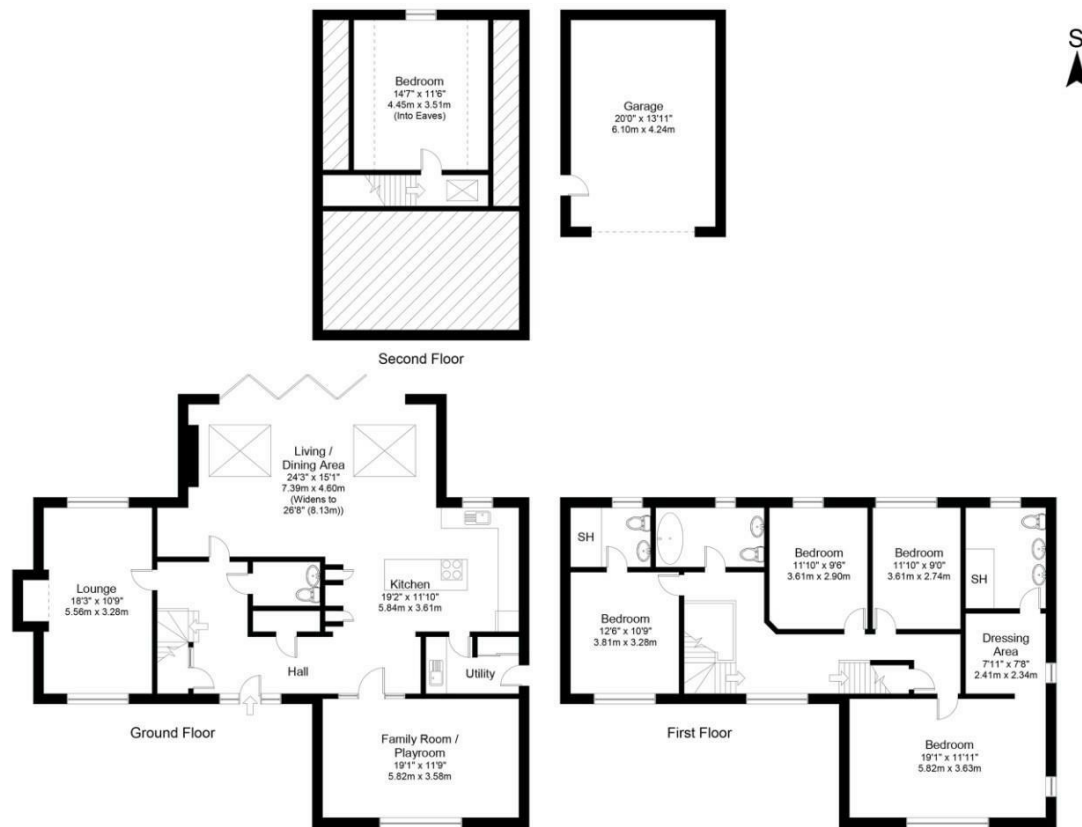 Bedroom
14'7" x 11'6"
4.45m x 3.51m
(Into Eaves)
Second Floor
Garage
20'0" x 13'11"
6.10m x 4.24m
S
Living /
Dining Area
24'3" x 15'1"
7.39m x 4.60m
(Widens to
26'8" (8.13m))
Lounge
18'3" x 10'9"
5.56m x 3.28m
Kitchen
19'2" x 11'10"
5.84m x 3.61m
Hall
Utility
Family Room /
Playroom
19'1" x 11'9"
5.82m x 3.58m
Ground Floor
SH
Bedroom
12'6" x 10'9"
3.81m x 3.28m
Bedroom
11'10" x 9'6"
3.61m x 2.90m
Bedroom
11'10" x 9'0"
3.61m x 2.74m
SH
Dressing
Area
7'11" x 7'8"
2.41m x 2.34m
Bedroom
19'1" x 11'11"
5.82m x 3.63m
First Floor